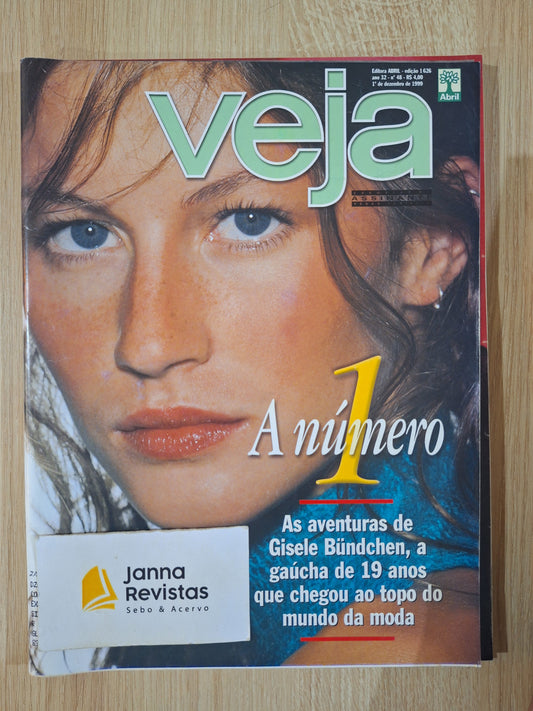 Editora ABRIL - edição 1 626
ano 32 - nº 48 - R$ 4,00
1º de dezembro de 1999
Abril
veja
ASSINANTE
A número 1
As aventuras de
Gisele Bündchen, a
gaúcha de 19 anos
que chegou ao topo do
mundo da moda
Janna
Revistas
Sebo & Acervo